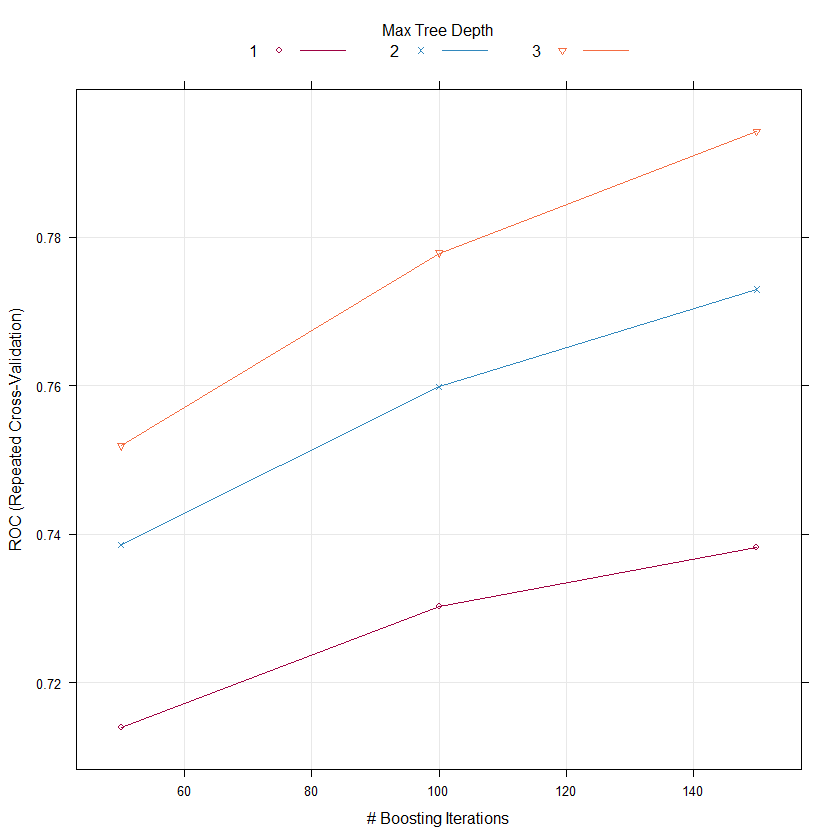 Max Tree Depth
1 2 3
0.78
0.76
0.74
0.72
ROC (Repeated Cross-Validation)
60 80 100 120 140
# Boosting Iterations